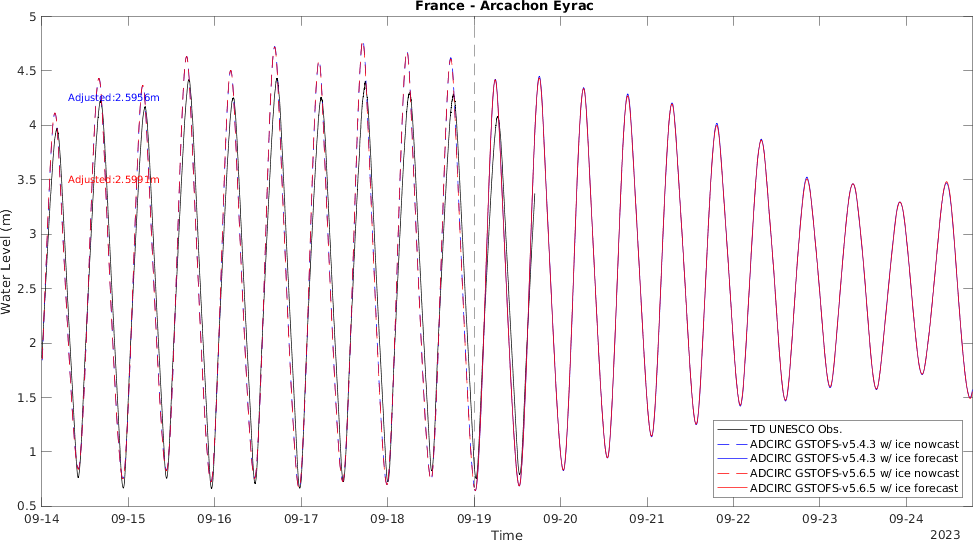 France - Arcachon Eyrac
5
4.5
4
3.5
3
2.5
2
1.5
1
0.5
Water Level (m)
Adjusted:2.5956m
Adjusted:2.5991m
TD UNESCO Obs.
ADCIRC GSTOFS-v5.4.3 w/ ice nowcast
ADCIRC GSTOFS-v5.4.3 w/ ice forecast
ADCIRC GSTOFS-v5.6.5 w/ ice nowcast
ADCIRC GSTOFS-v5.6.5 w/ ice forecast
09-14 09-15 09-16 09-17 09-18 09-19 09-20 09-21 09-22 09-23 09-24
Time
2023